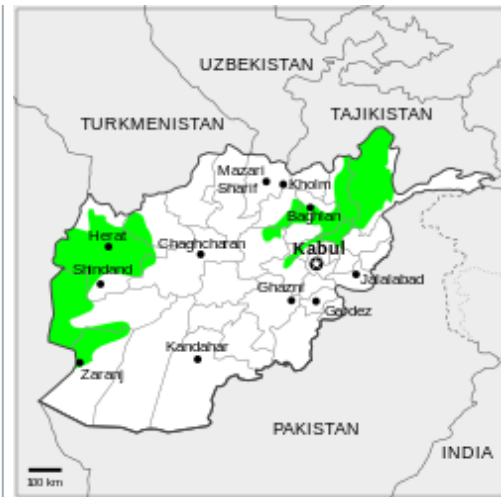 UZBEKISTAN
TAJIKISTAN
TURKMENISTAN
Mazari
Sharif
Kholm
Baghlan
Herat
Chaghcharan
Kabul
Shindand
Jalalabad
Ghazni
Gardez
Kandahar
Zaranj
PAKISTAN
INDIA
100 km